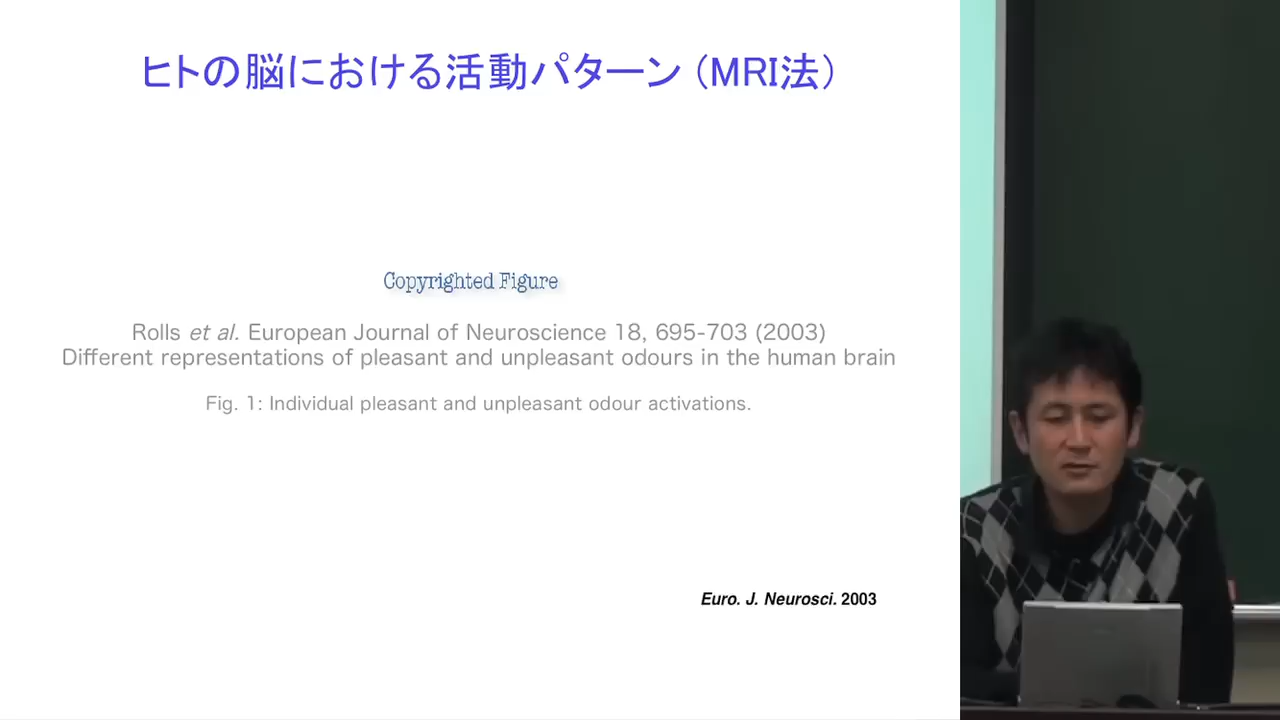 ヒトの脳における活動パターン (MRI法)
Copyrighted Figure
Rolls et al. European Journal of Neuroscience 18, 695-703 (2003)
Different representations of pleasant and unpleasant odours in the human brain
Fig. 1: Individual pleasant and unpleasant odour activations.
Euro. J. Neurosci. 2003